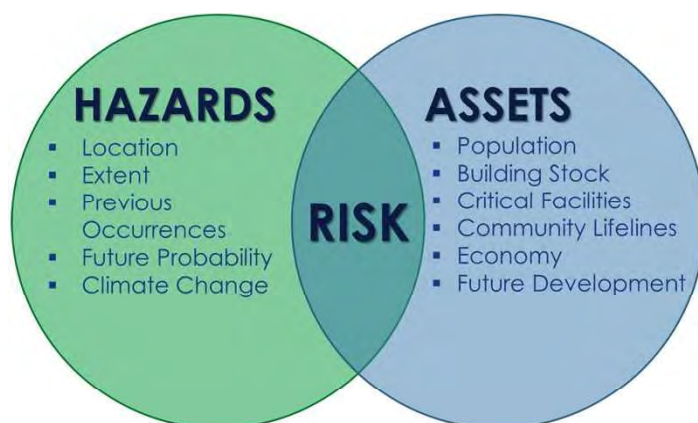 HAZARDS
▪ Location
▪ Extent
▪ Previous
Occurrences
▪ Future Probability
▪ Climate Change
RISK
ASSETS
▪ Population
▪ Building Stock
▪ Critical Facilities
▪ Community Lifelines
▪ Economy
▪ Future Development